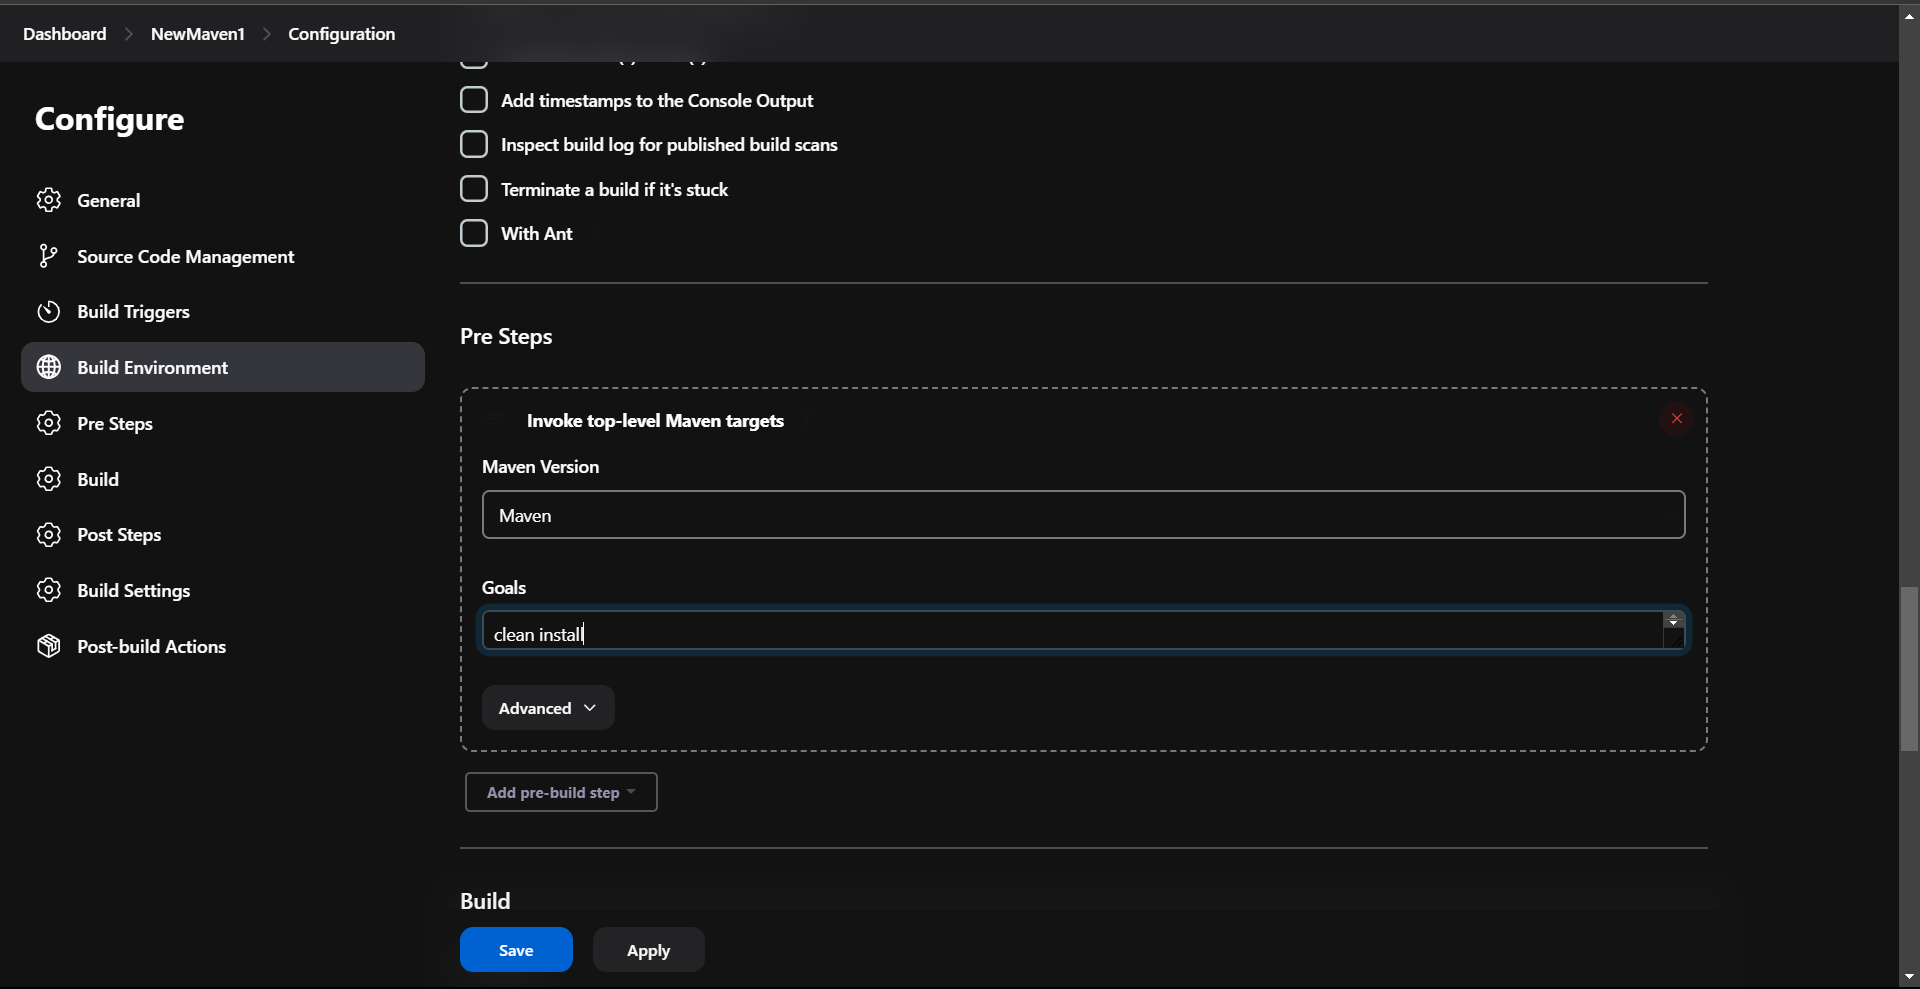 Dashboard > NewMaven1 > Configuration
Configure
General
Source Code Management
Build Triggers
Build Environment
Pre Steps
Build
Post Steps
Build Settings
Post-build Actions
Add timestamps to the Console Output
Inspect build log for published build scans
Terminate a build if it's stuck
With Ant
Pre Steps
Invoke top-level Maven targets
Maven Version
Maven
Goals
clean install
Advanced
Add pre-build step
Build
Save
Apply